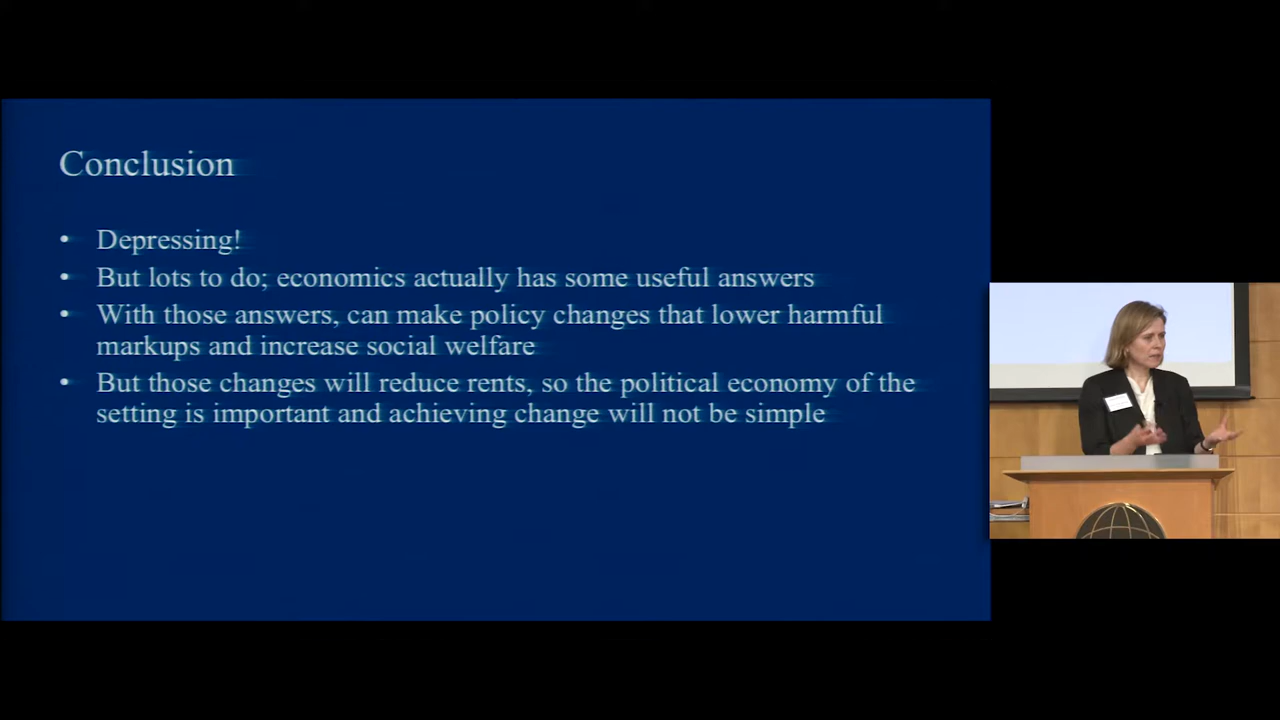 Conclusion
• Depressing!
• But lots to do; economics actually has some useful answers
• With those answers, can make policy changes that lower harmful
markups and increase social welfare
• But those changes will reduce rents, so the political economy of the
setting is important and achieving change will not be simple